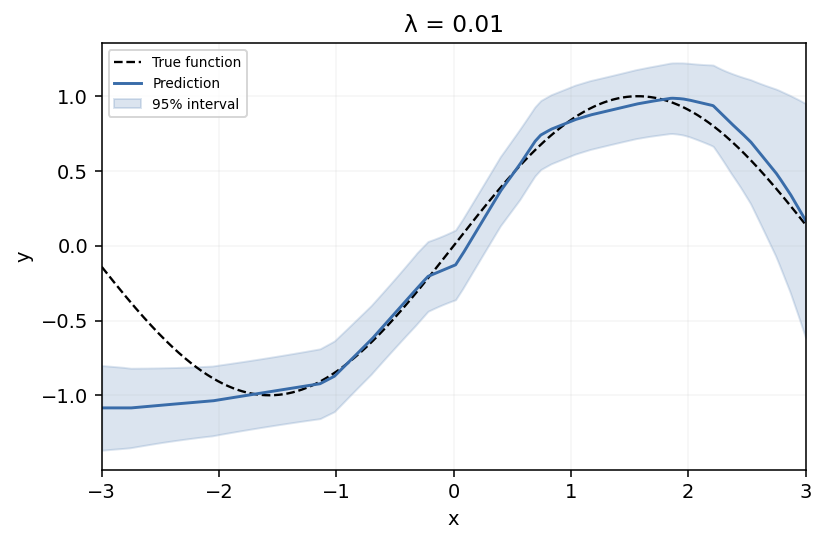 λ = 0.01
True function
Prediction
95% interval
y
1.0
0.5
0.0
−0.5
−1.0
−3 −2 −1 0 1 2 3
x